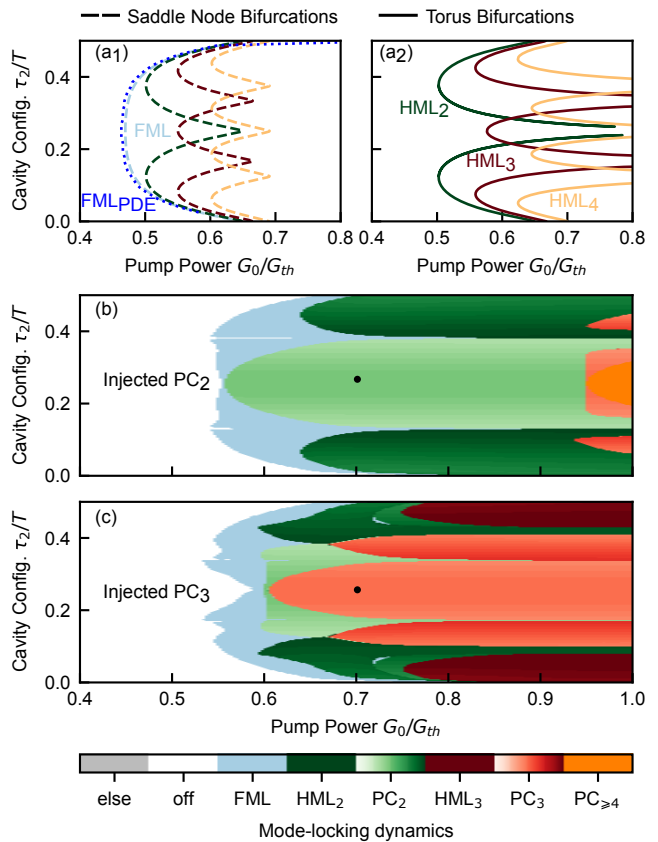 Saddle Node Bifurcations
Torus Bifurcations
(a1)
(a2)
Cavity Config. τ2/T
0.4
0.2
0.0
FML
FMLPDE
HML2
HML3
HML4
0.4 0.5 0.6 0.7 0.8
0.4 0.5 0.6 0.7 0.8
Pump Power G0/Gth
Pump Power G0/Gth
(b)
Cavity Config. τ2/T
0.4
0.2
0.0
Injected PC2
(c)
Cavity Config. τ2/T
0.4
0.2
0.0
Injected PC3
0.4 0.5 0.6 0.7 0.8 0.9 1.0
Pump Power G0/Gth
else off FML HML2 PC2 HML3 PC3 PC⩾4
Mode-locking dynamics